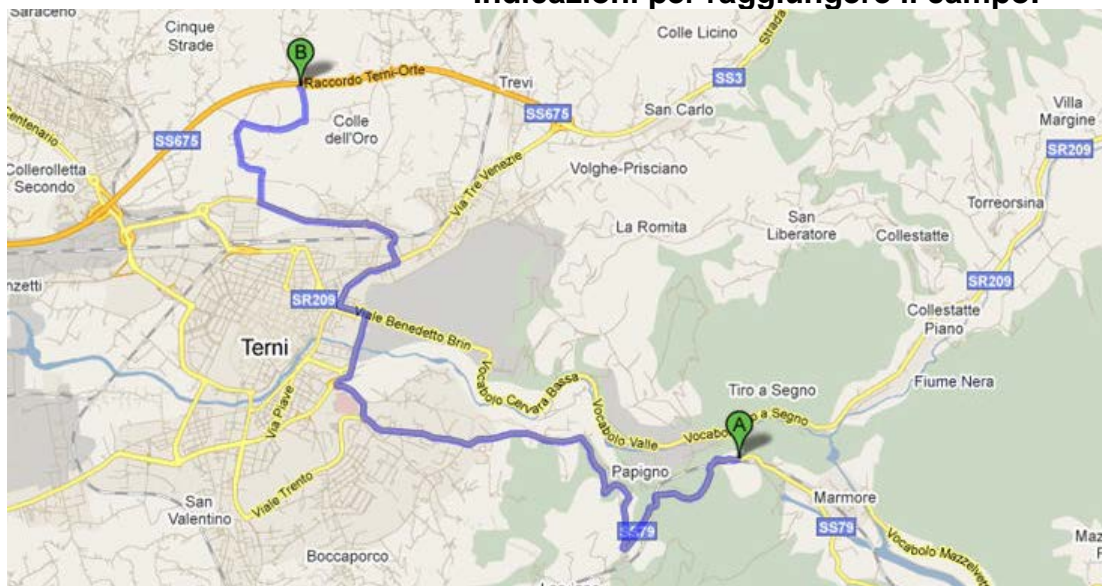 Indicazioni per raggiungere il campo:
Saraceno
Cinque
Strade
B
Raccordo Terni-Orte
Colle Licino
Strada
SS3
Trevi
San Carlo
SS675
Villa
Margine
SR209
Colle
dell'Oro
SS675
Centenario
Collerolletta
Secondo
Volghe-Prisciano
Via Tre Venezie
Torreorsina
La Romita
San
Liberatore
Collestatte
SR209
SR209
Viale Benedetto Brin
Terni
Collestatte
Piano
Vocabolo Cervara Bassa
Fiume Nera
Tiro a Segno
Via Piave
Vocabolo Valle
a Segno
A
Papigno
Viale Trento
San
Valentino
Marmore
SS79
SS79
Boccaporco